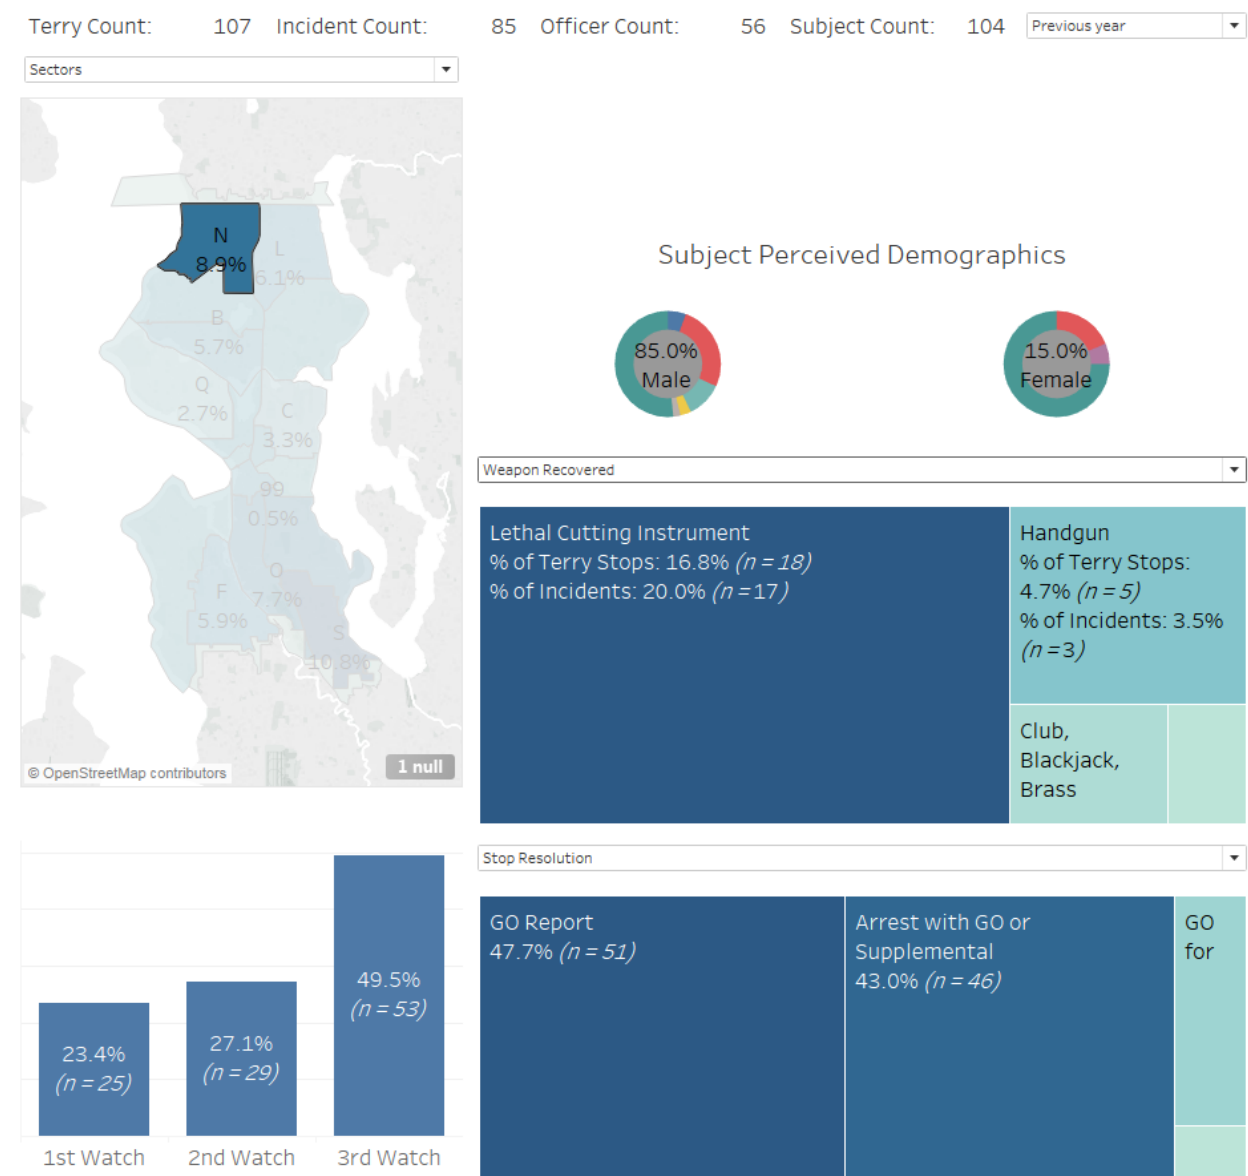 Terry Count: 107 Incident Count: 85 Officer Count: 56 Subject Count: 104 Previous year
Sectors
N
8.9%
L
6.1%
B
5.7%
Q
2.7%
C
3.3%
99
0.5%
O
7.7%
F
5.9%
S
10.8%
1 null
© OpenStreetMap contributors
Subject Perceived Demographics
85.0%
Male
15.0%
Female
Weapon Recovered
Lethal Cutting Instrument
% of Terry Stops: 16.8% (n = 18)
% of Incidents: 20.0% (n = 17)
Handgun
% of Terry Stops:
4.7% (n = 5)
% of Incidents: 3.5%
(n = 3)
Club,
Blackjack,
Brass
23.4%
(n = 25)
27.1%
(n = 29)
49.5%
(n = 53)
1st Watch 2nd Watch 3rd Watch
Stop Resolution
GO Report
47.7% (n = 51)
Arrest with GO or
Supplemental
43.0% (n = 46)
GO
for